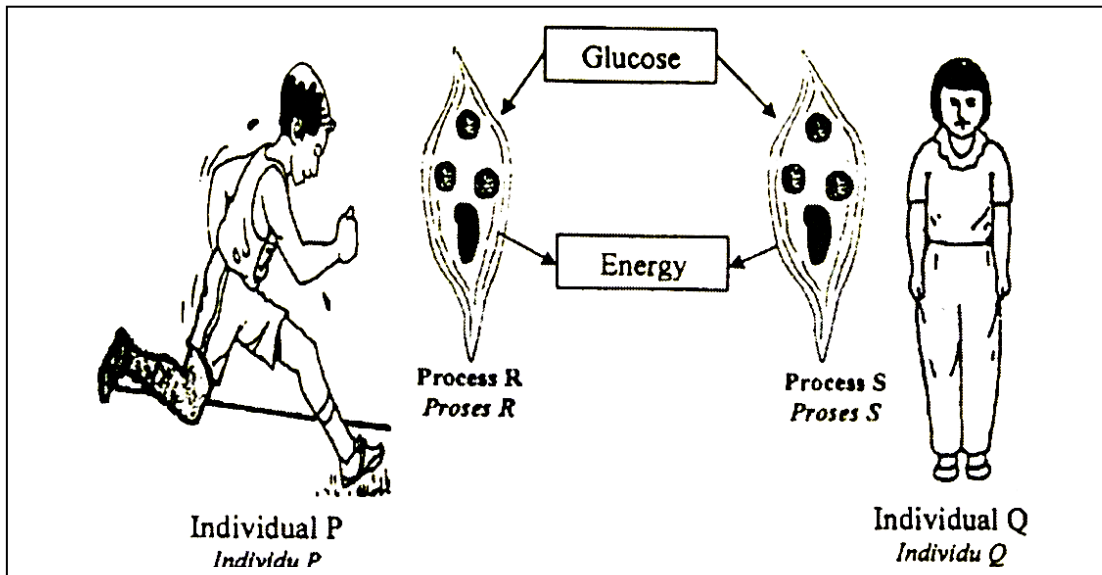 Glucose
Energy
Process R
Proses R
Process S
Proses S
Individual P
Individu P
Individual Q
Individu Q